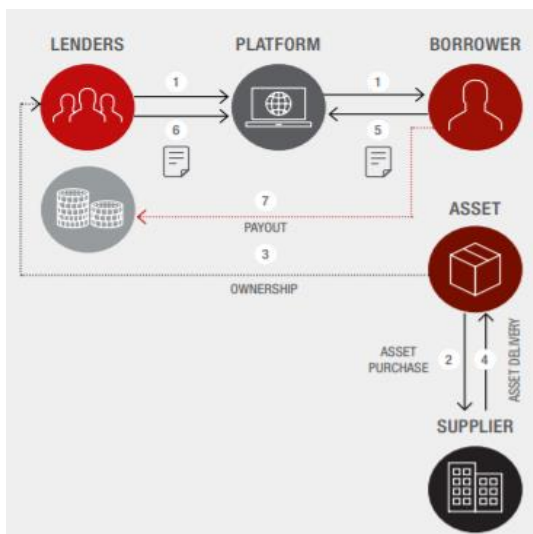 LENDERS
PLATFORM
BORROWER
1
1
6
5
7
PAYOUT
ASSET
3
OWNERSHIP
ASSET
PURCHASE
2
4
ASSET DELIVERY
SUPPLIER